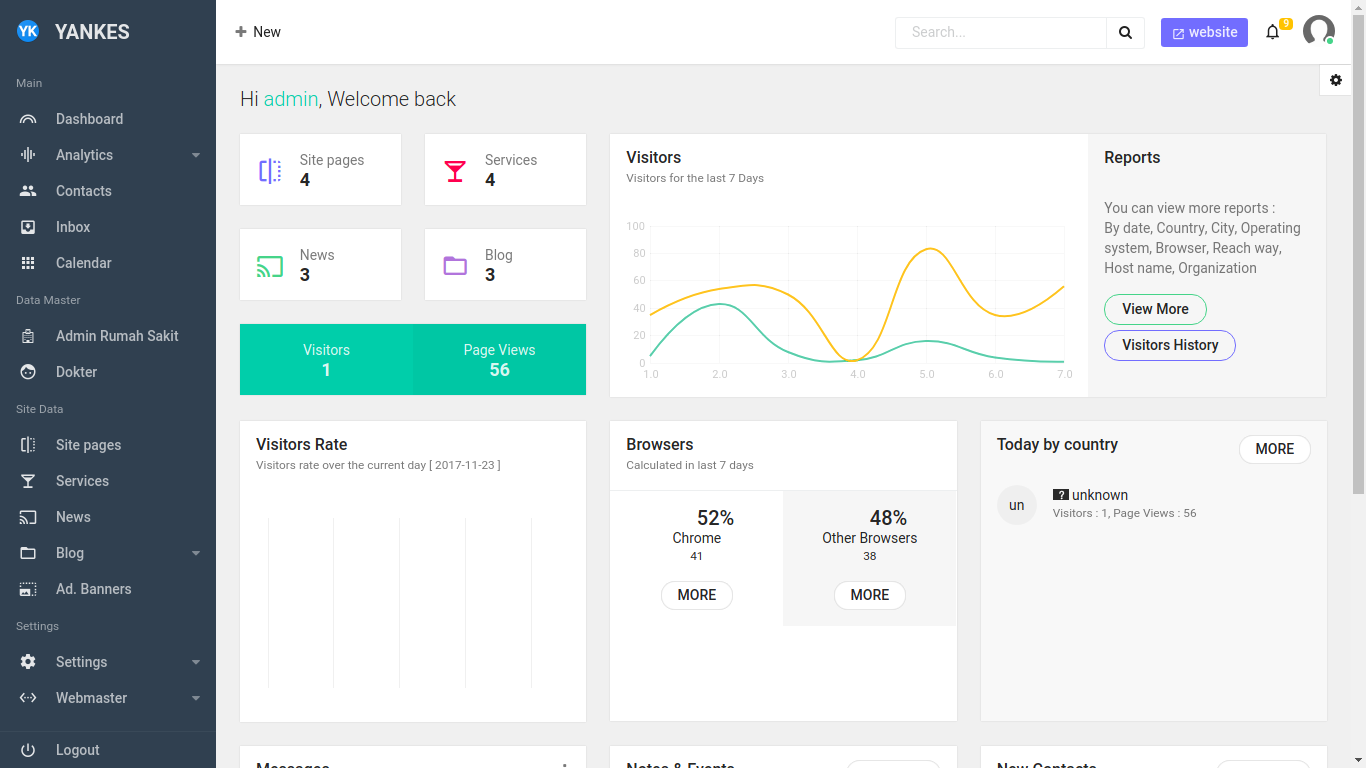 YK YANKES
Main
Dashboard
Analytics
Contacts
Inbox
Calendar
Data Master
Admin Rumah Sakit
Dokter
Site Data
Site pages
Services
News
Blog
Ad. Banners
Settings
Settings
Webmaster
Logout
+ New
Search...
website
9
Hi admin, Welcome back
Site pages
4
Services
4
News
3
Blog
3
Visitors
1
Page Views
56
Visitors
Visitors for the last 7 Days
100
80
60
40
20
0
1.0 2.0 3.0 4.0 5.0 6.0 7.0
Reports
You can view more reports :
By date, Country, City, Operating
system, Browser, Reach way,
Host name, Organization
View More
Visitors History
Visitors Rate
Visitors rate over the current day [ 2017-11-23 ]
Browsers
Calculated in last 7 days
52%
Chrome
41
MORE
48%
Other Browsers
38
MORE
Today by country
MORE
un
? unknown
Visitors : 1, Page Views : 56
Messages
Notes & Events
New Contacts